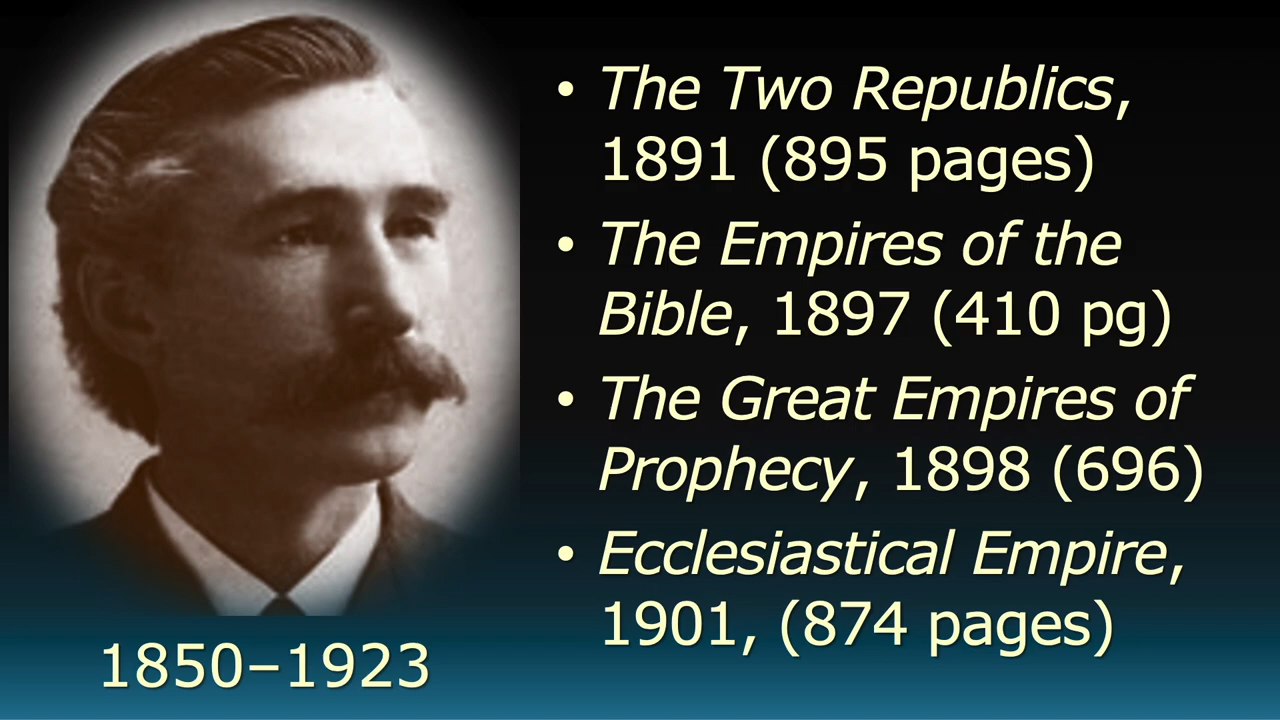 • The Two Republics,
1891 (895 pages)
• The Empires of the
Bible, 1897 (410 pg)
• The Great Empires of
Prophecy, 1898 (696)
• Ecclesiastical Empire,
1901, (874 pages)
1850–1923